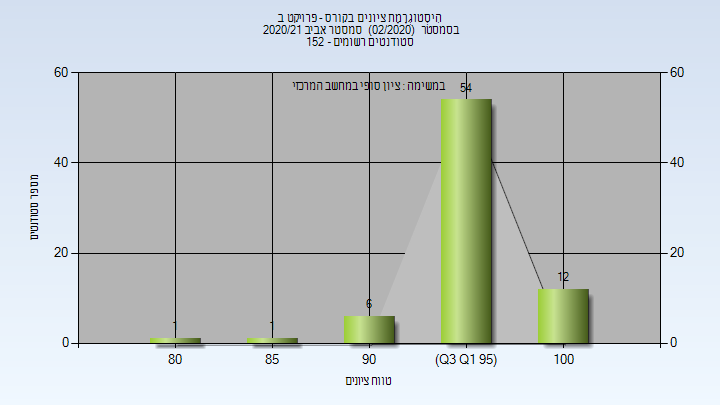 היסטוגרמת ציונים בקורס - פרויקט ב
בסמסטר (02/2020) סמסטר אביב 2020/21
סטודנטים רשומים - 152
במשימה : ציון סופי במחשב המרכזי
60 60
40 40
20 20
0 0
1 1 6 54 12
80 85 90 (Q3 Q1 95) 100
מספר סטודנטים
טווח ציונים